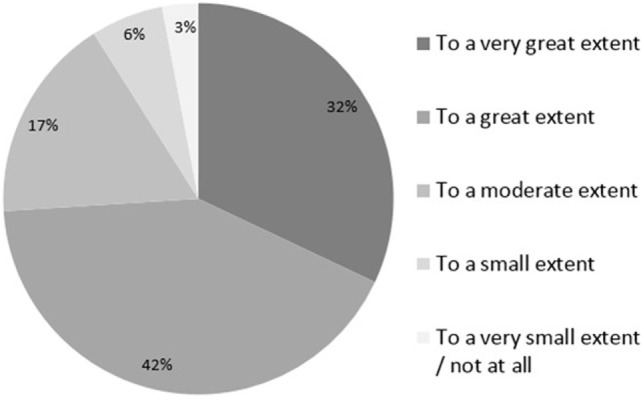 3%
6%
To a very great extent
32%
To a great extent
17%
To a moderate extent
To a small extent
To a very small extent
/ not at all
42%